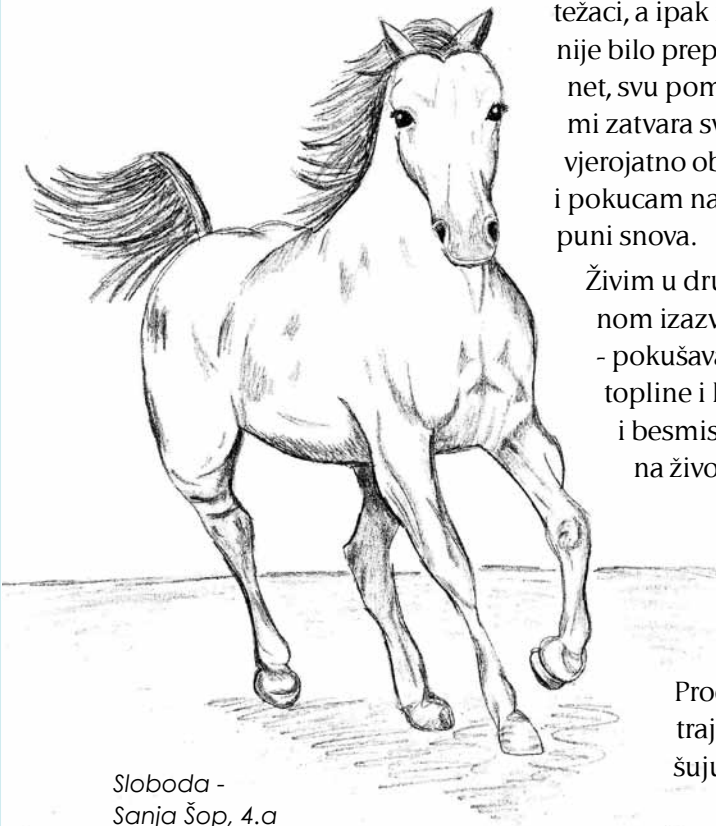 težaci, a ipak
nije bilo prep
net, svu pom
mi zatvara sv
vjerojatno ob
i pokucam na
puni snova.
Živim u dru
nom izazv
- pokušava
topline i
i besmis
na živo
Pro
traj
šuju
Sloboda -
Sanja Šop, 4.a